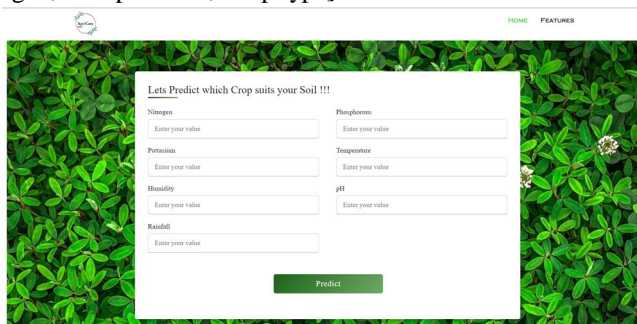 HOME FEATURES
Lets Predict which Crop suits your Soil !!!
Nitrogen Phosphorous
Enter your value Enter your value
Pottasium Temperature
Enter your value Enter your value
Humidity pH
Enter your value Enter your value
Rainfall
Enter your value
Predict